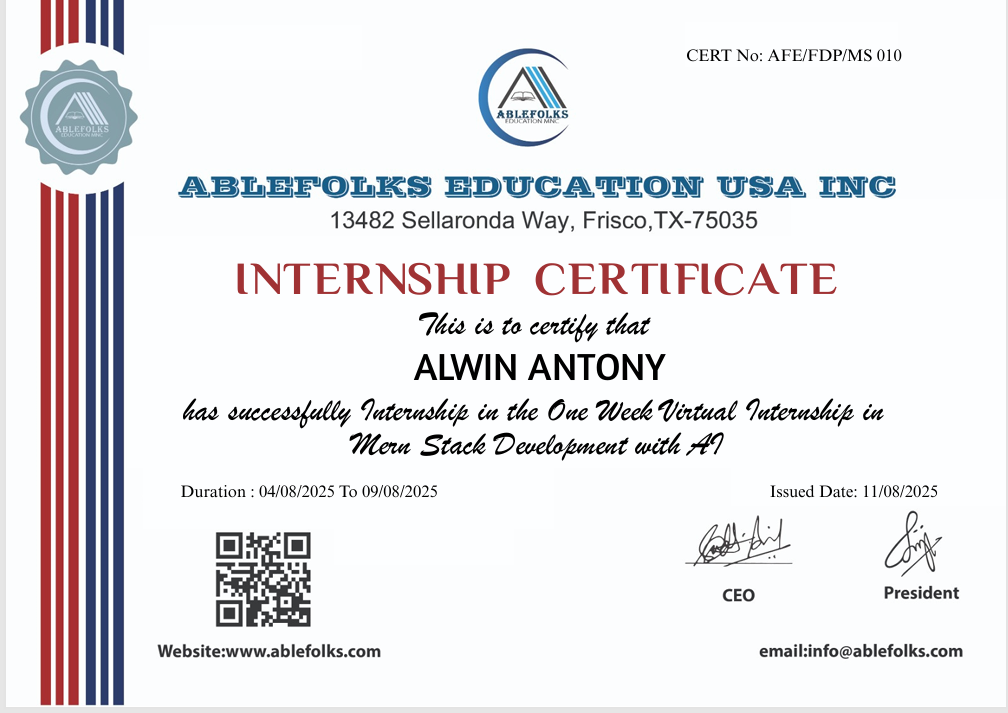 CERT No: AFE/FDP/MS 010
ABLEFOLKS
EDUCATION MNC
ABLEFOLKS
EDUCATION MNC
ABLEFOLKS EDUCATION USA INC
13482 Sellaronda Way, Frisco,TX-75035
INTERNSHIP CERTIFICATE
This is to certify that
ALWIN ANTONY
has successfully Internship in the One Week Virtual Internship in
Mern Stack Development with AI
Duration : 04/08/2025 To 09/08/2025
Issued Date: 11/08/2025
CEO
President
Website:www.ablefolks.com
email:info@ablefolks.com